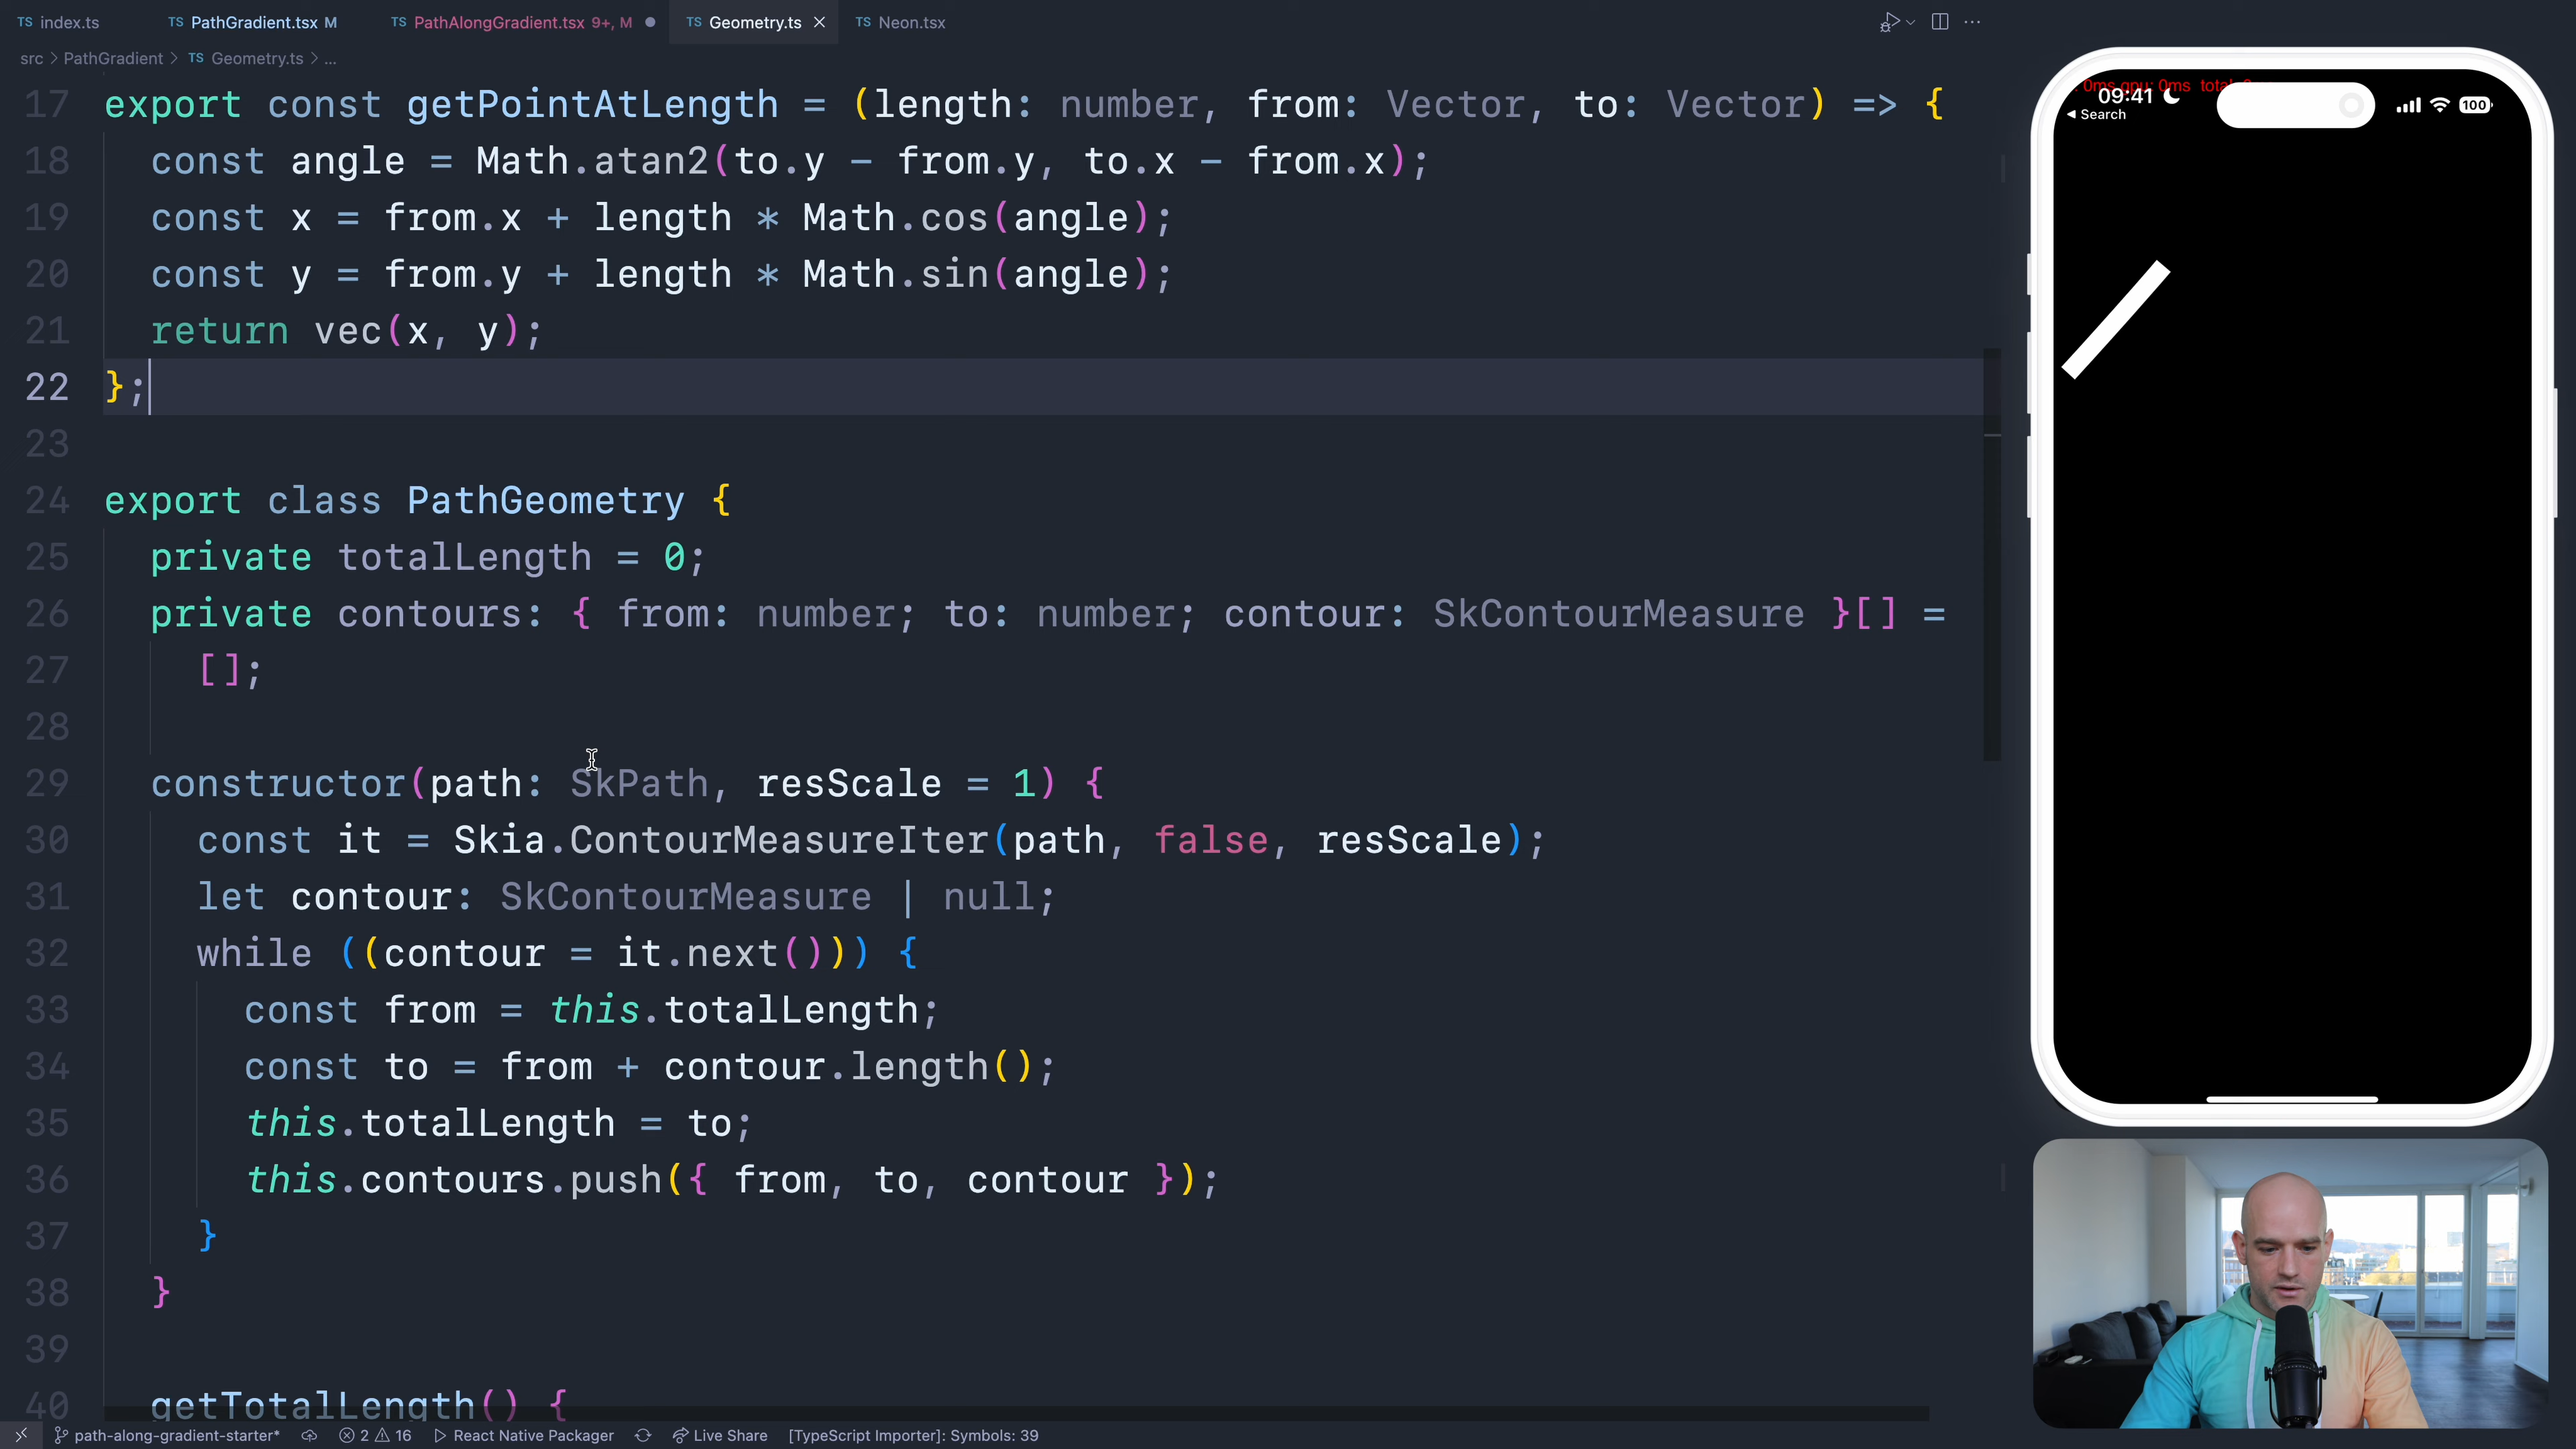 TS index.ts TS PathGradient.tsx M TS PathAlongGradient.tsx 9+, M TS Geometry.ts TS Neon.tsx
src > PathGradient > TS Geometry.ts > ...
17 export const getPointAtLength = (length: number, from: Vector, to: Vector) => {
18 const angle = Math.atan2(to.y - from.y, to.x - from.x);
19 const x = from.x + length * Math.cos(angle);
20 const y = from.y + length * Math.sin(angle);
21 return vec(x, y);
22 };
23
24 export class PathGeometry {
25 private totalLength = 0;
26 private contours: { from: number; to: number; contour: SkContourMeasure }[] =
27 [];
28
29 constructor(path: SkPath, resScale = 1) {
30 const it = Skia.ContourMeasureIter(path, false, resScale);
31 let contour: SkContourMeasure | null;
32 while ((contour = it.next())) {
33 const from = this.totalLength;
34 const to = from + contour.length();
35 this.totalLength = to;
36 this.contours.push({ from, to, contour });
37 }
38 }
39
40 getTotalLength() {
path-along-gradient-starter* 2 16 React Native Packager Live Share [TypeScript Importer]: Symbols: 39
0ms gpu: 0ms
09:41 100
Search